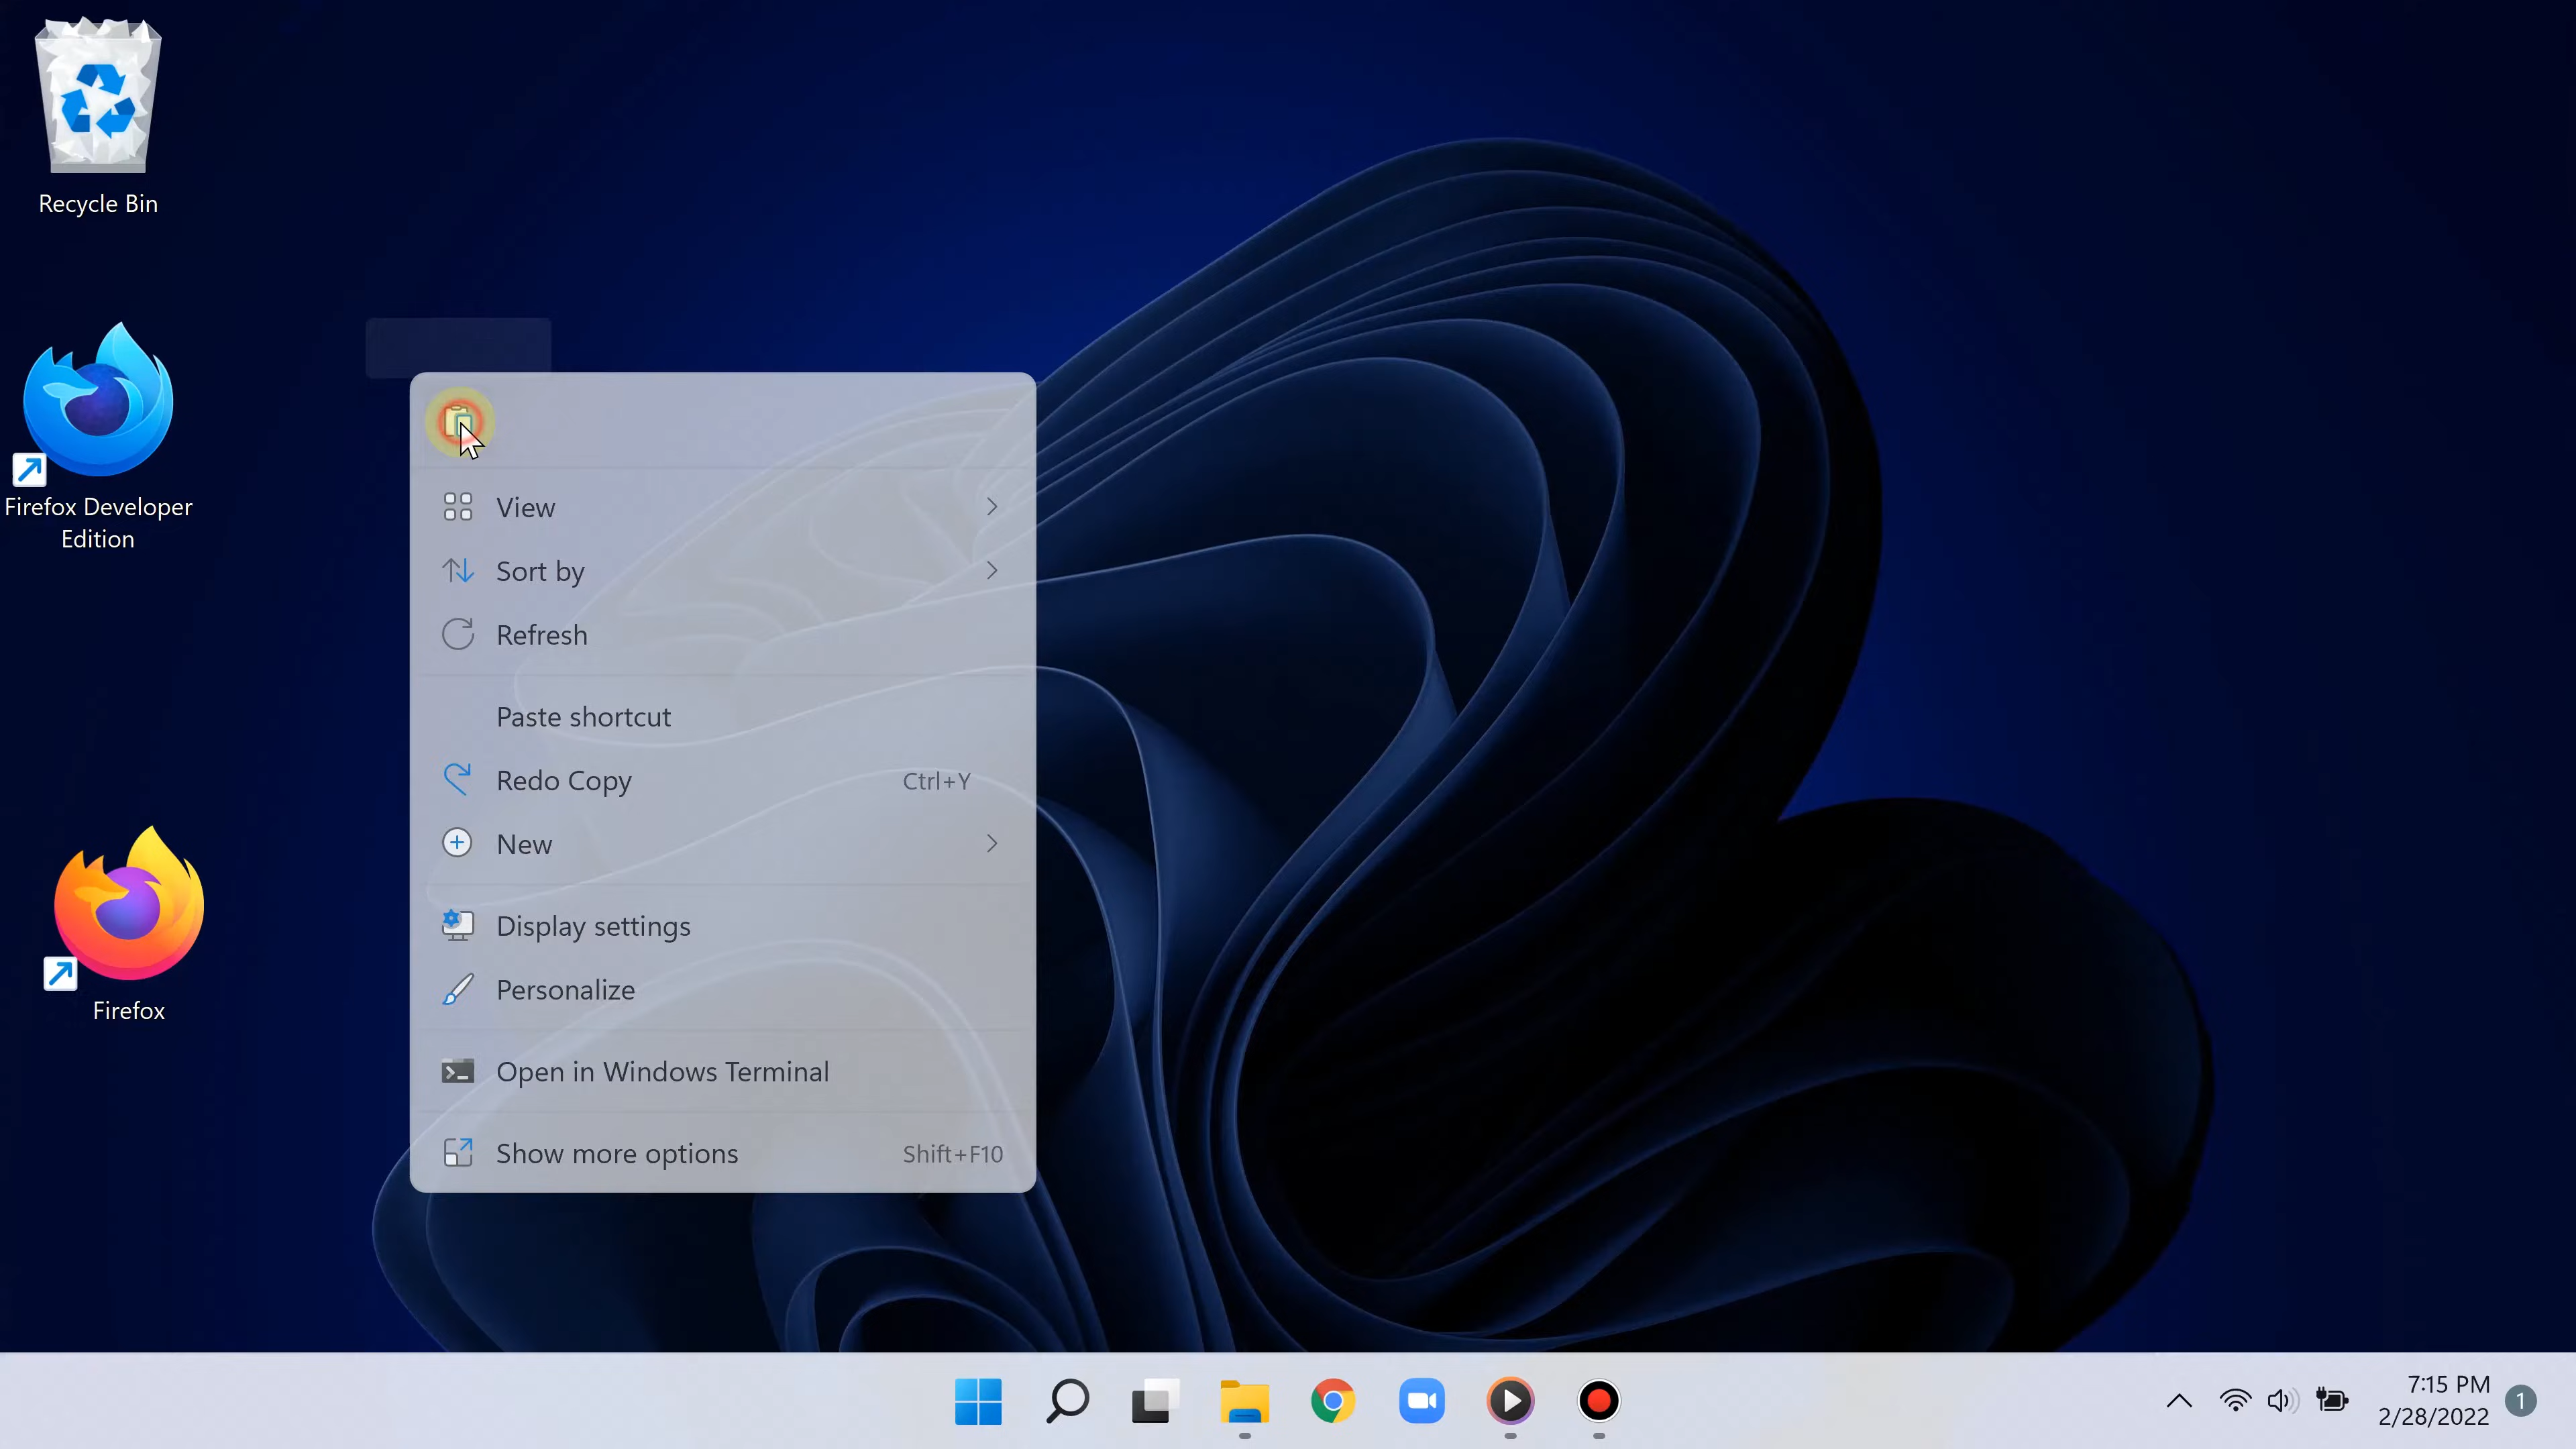 Recycle Bin
Firefox Developer
Edition
Firefox
View
Sort by
Refresh
Paste shortcut
Redo Copy Ctrl+Y
New
Display settings
Personalize
Open in Windows Terminal
Show more options Shift+F10
7:15 PM
2/28/2022
1